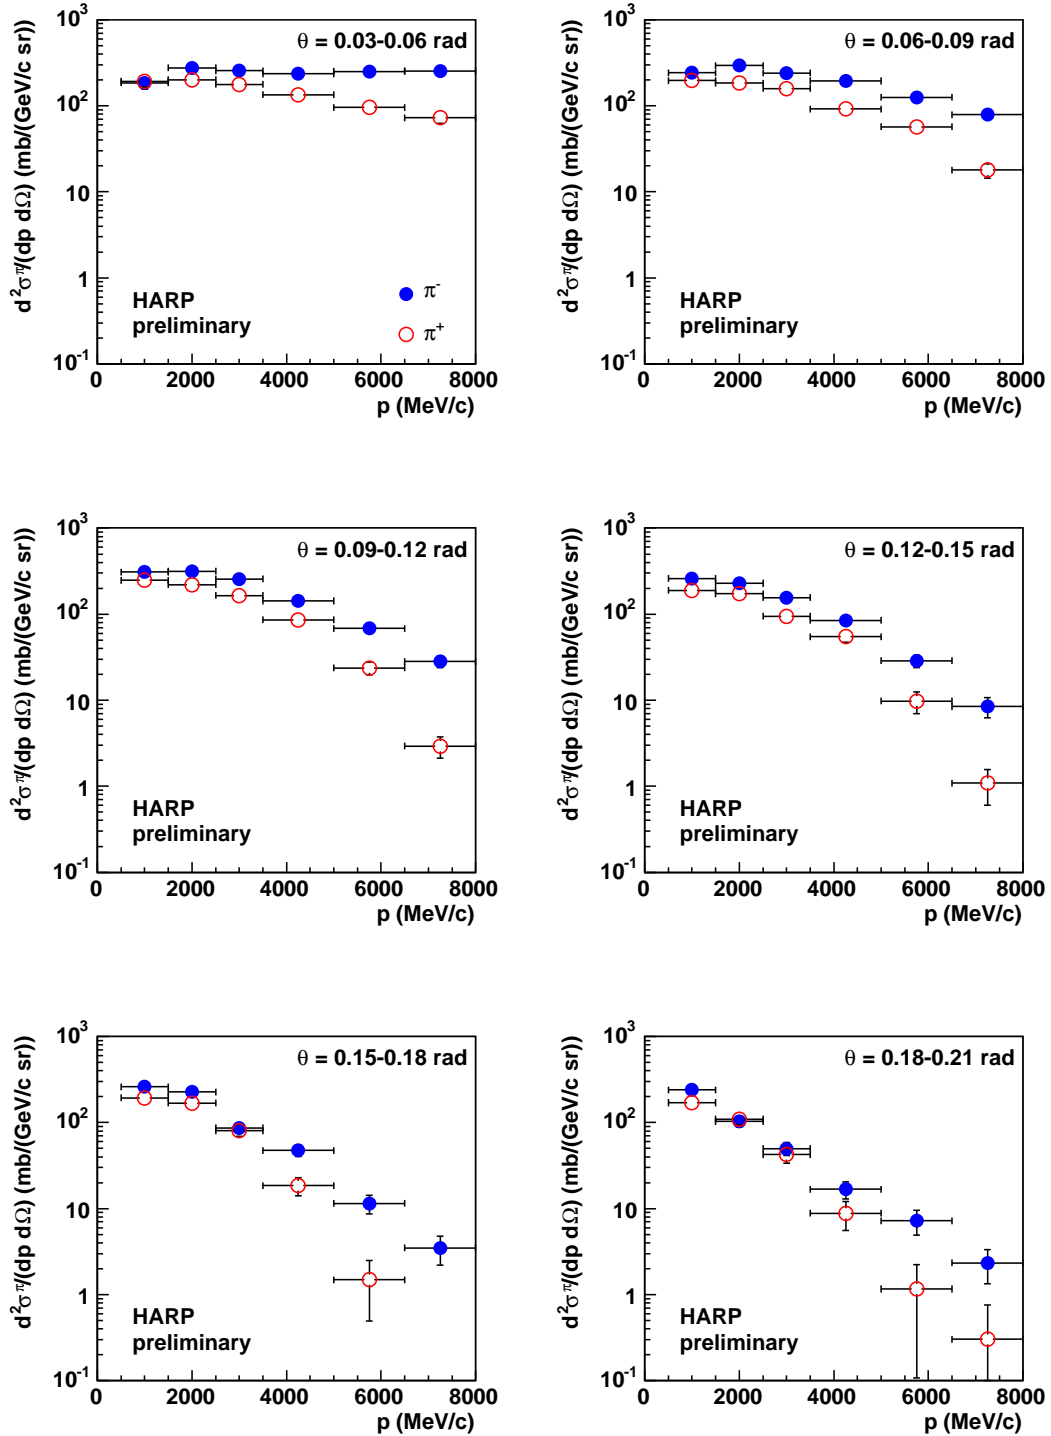 10³
θ = 0.03-0.06 rad
10²
10
1
10⁻¹
d²σ^π/(dp dΩ) (mb/(GeV/c sr))
HARP
preliminary
π⁻
π⁺
0 2000 4000 6000 8000
p (MeV/c)
10³
θ = 0.06-0.09 rad
10²
10
1
10⁻¹
d²σ^π/(dp dΩ) (mb/(GeV/c sr))
HARP
preliminary
0 2000 4000 6000 8000
p (MeV/c)
10³
θ = 0.09-0.12 rad
10²
10
1
10⁻¹
d²σ^π/(dp dΩ) (mb/(GeV/c sr))
HARP
preliminary
0 2000 4000 6000 8000
p (MeV/c)
10³
θ = 0.12-0.15 rad
10²
10
1
10⁻¹
d²σ^π/(dp dΩ) (mb/(GeV/c sr))
HARP
preliminary
0 2000 4000 6000 8000
p (MeV/c)
10³
θ = 0.15-0.18 rad
10²
10
1
10⁻¹
d²σ^π/(dp dΩ) (mb/(GeV/c sr))
HARP
preliminary
0 2000 4000 6000 8000
p (MeV/c)
10³
θ = 0.18-0.21 rad
10²
10
1
10⁻¹
d²σ^π/(dp dΩ) (mb/(GeV/c sr))
HARP
preliminary
0 2000 4000 6000 8000
p (MeV/c)